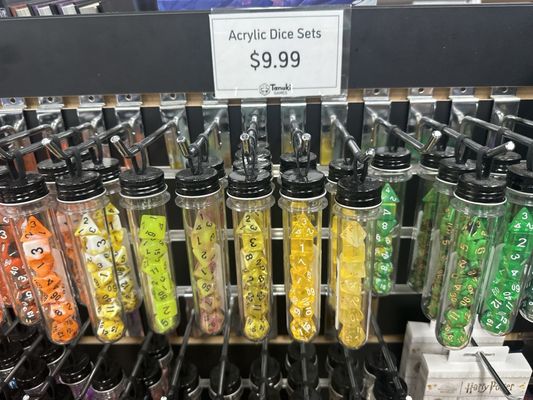 Acrylic Dice Sets
$9.99
Tanuki
GAMES
Harry Potter